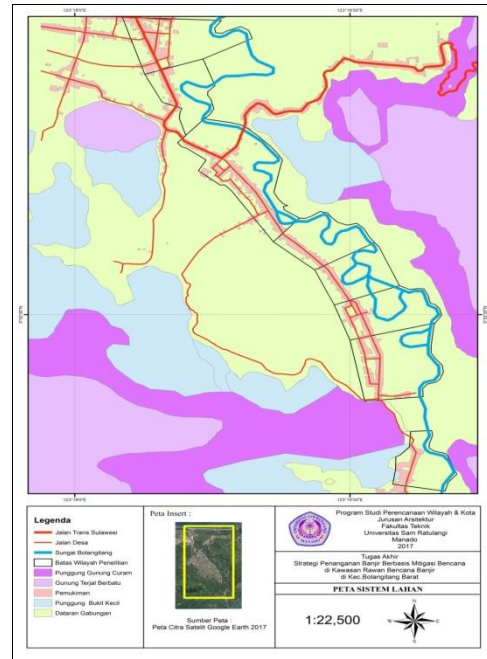 Legenda
Jalan Trans Sulawesi
Jalan Desa
Sungai Bolangitang
Batas Wilayah Penelitian
Punggung Gunung Curam
Gunung Terjal Berbatu
Pemukiman
Punggung Bukit Kecil
Dataran Gabungan
Peta Insert :
Sumber Peta :
Peta Citra Satelit Google Earth 2017
Program Studi Perencanaan Wilayah & Kota
Jurusan Arsitektur
Fakultas Teknik
Universitas Sam Ratulangi
Manado
2017
Tugas Akhir
Strategi Penanganan Banjir Berbasis Mitigasi Bencana
di Kawasan Rawan Bencana Banjir
di Kec.Bolangitang Barat
PETA SISTEM LAHAN
1:22,500
N
W
E
S